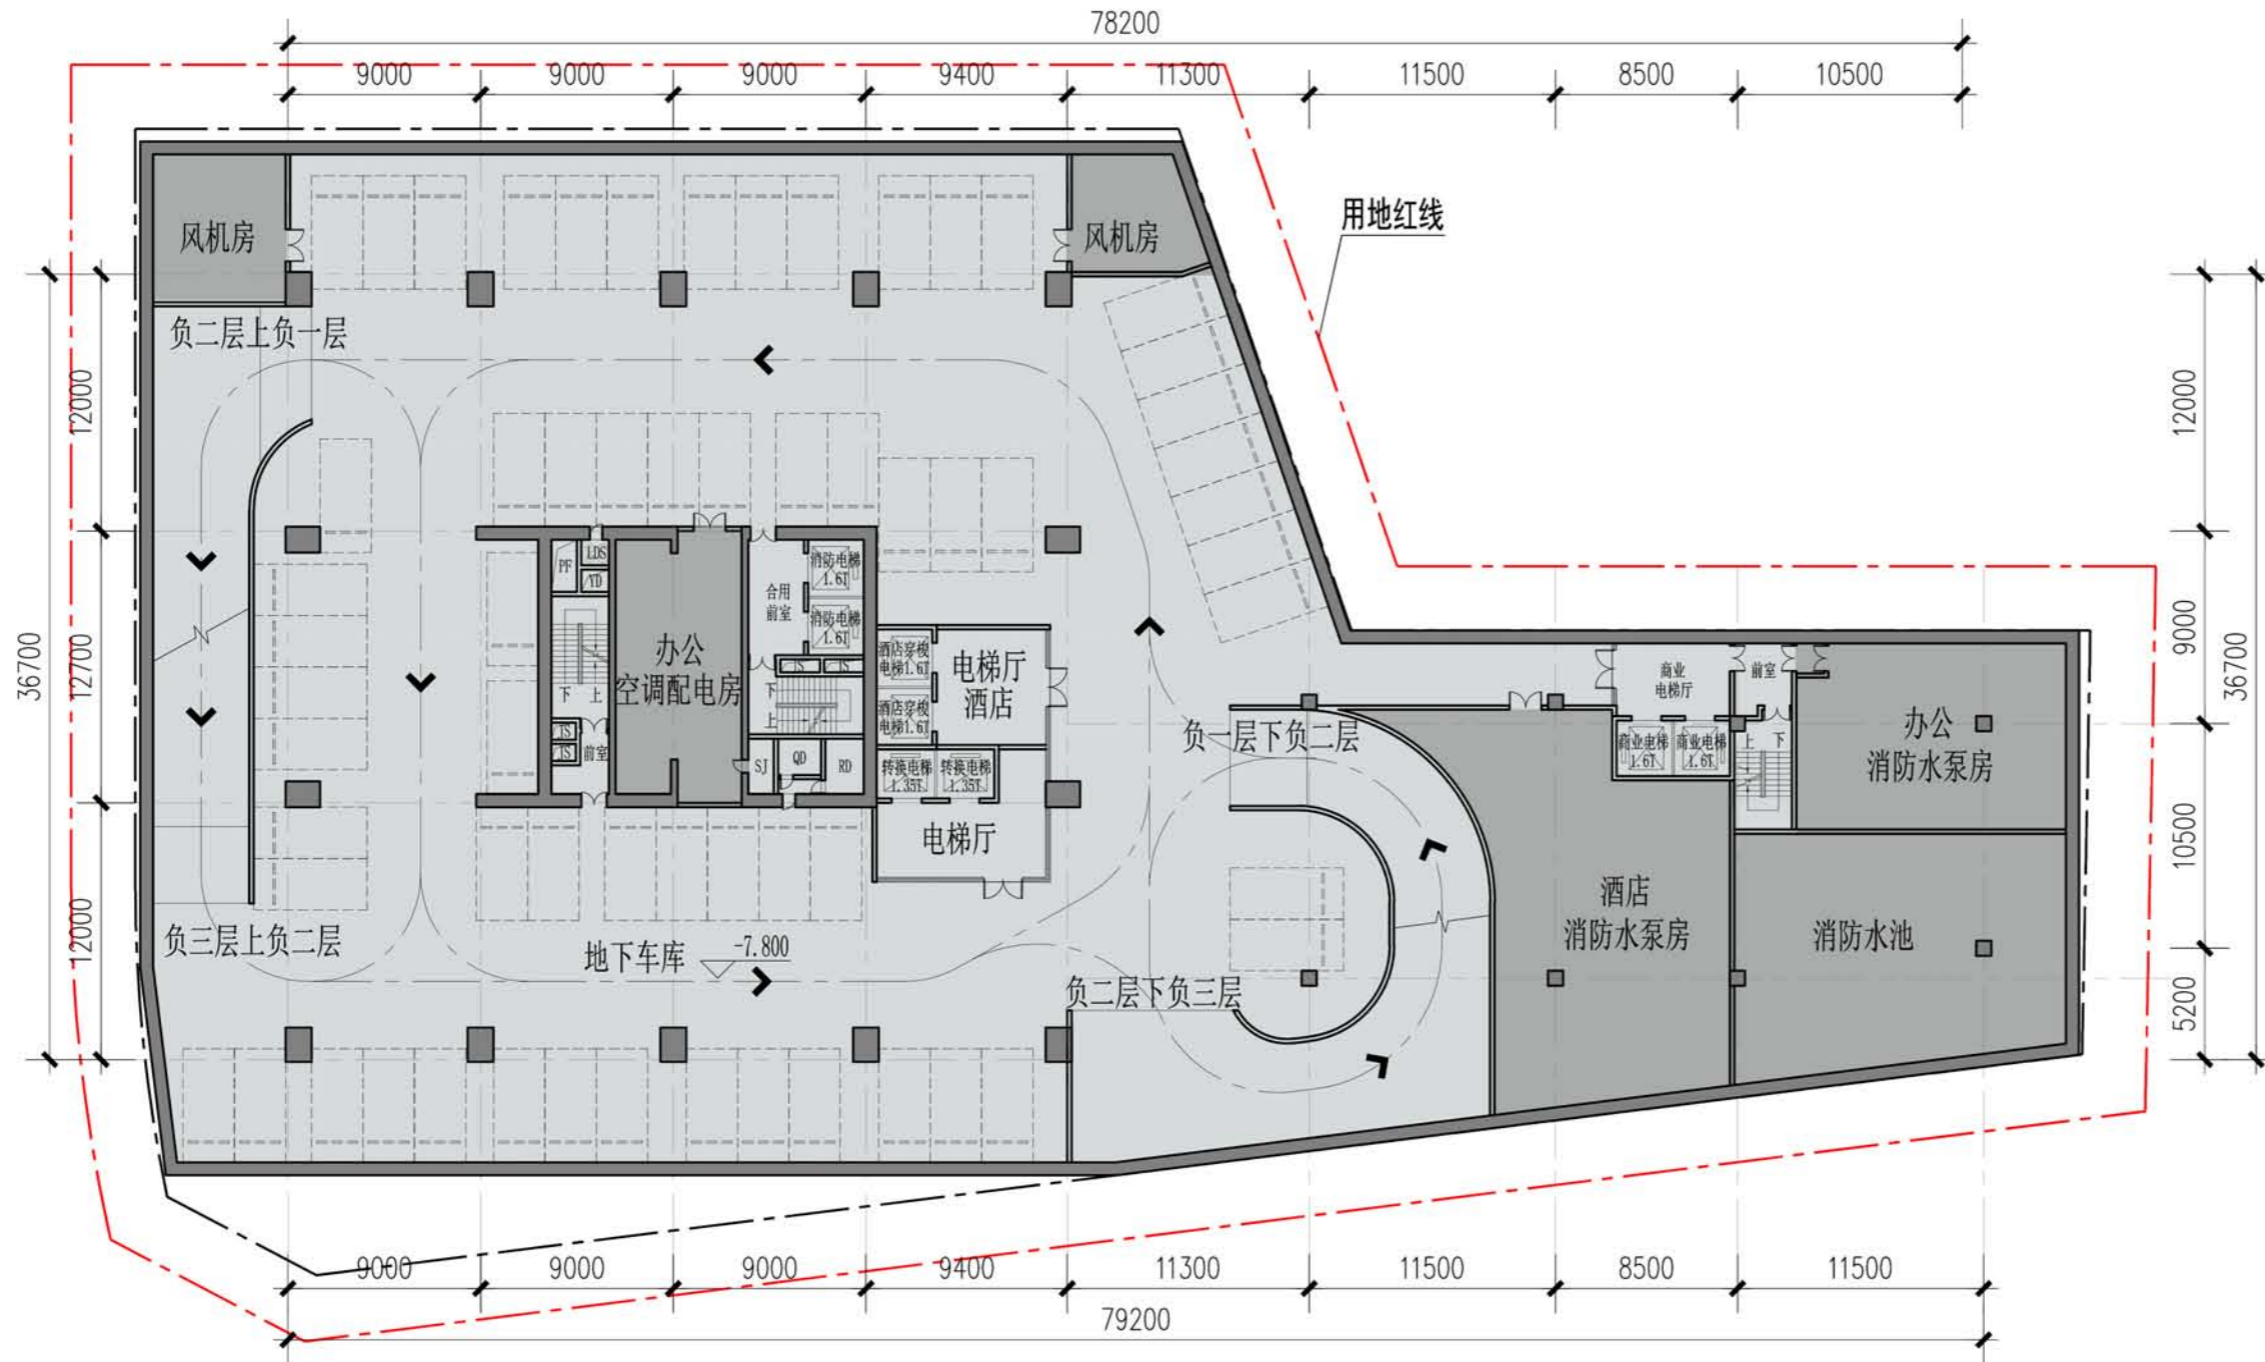 78200
9000
9000
9000
9400
11300
11500
8500
10500
用地红线
风机房
风机房
负二层上负一层
12000
12700
12000
36700
12000
9000
10500
5200
36700
PF
LDS
YD
消防电梯
1.6T
合用
前室
消防电梯
1.6T
办公
空调配电房
下
上
下
上
JS
JS
JS
JS
前室
SJ
QD
RD
酒店穿梭
电梯1.6T
酒店穿梭
电梯1.6T
电梯厅
酒店
转换电梯
1.35T
转换电梯
1.35T
电梯厅
负一层下负二层
商业
电梯厅
前室
商业电梯
1.6T
商业电梯
1.6T
上
下
办公
消防水泵房
酒店
消防水泵房
消防水池
负三层上负二层
地下车库
-7.800
负二层下负三层
9000
9000
9000
9400
11300
11500
8500
11500
79200